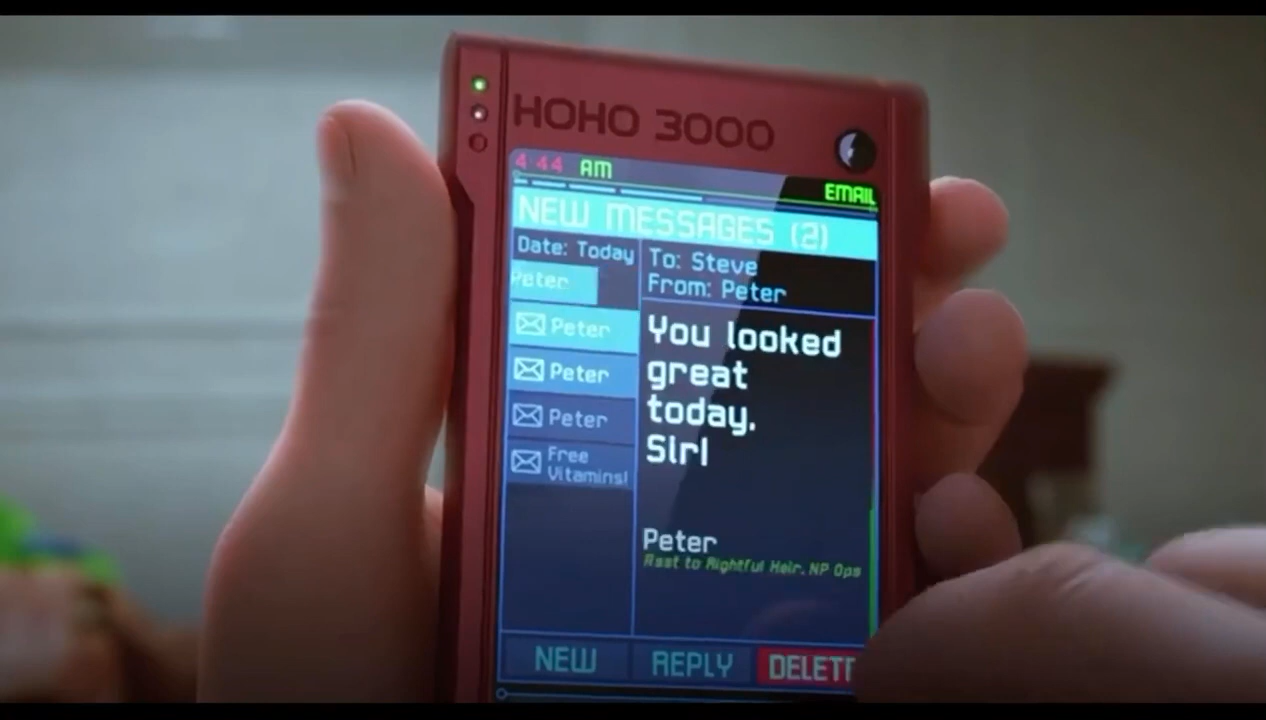 HOHO 3000
4 44 AM
EMAIL
NEW MESSAGES (2)
Date: Today
Peter
Peter
Peter
Peter
Free
Vitamins!
To: Steve
From: Peter
You looked
great
today,
Sir!
Peter
Asst to Rightful Heir, NP Ops
NEW
REPLY
DELETE